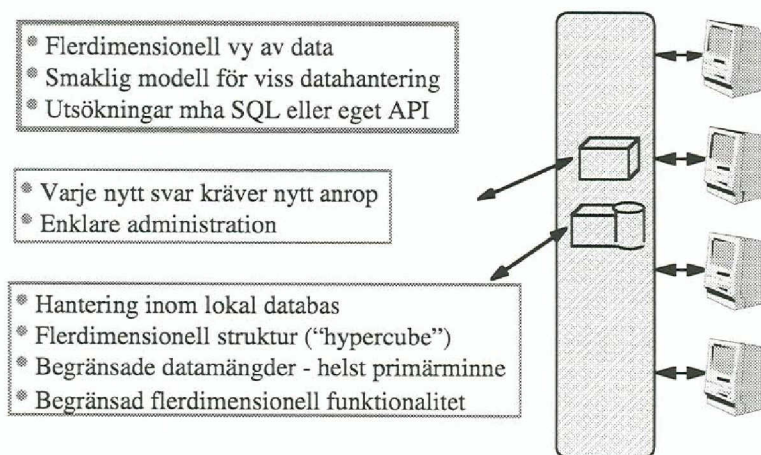 Flerdimensionell vy av data
Smaklig modell för viss datahantering
Utsökningar mha SQL eller eget API
Varje nytt svar kräver nytt anrop
Enklare administration
Hantering inom lokal databas
Flerdimensionell struktur (“hypercube”)
Begränsade datamängder - helst primärminne
Begränsad flerdimensionell funktionalitet